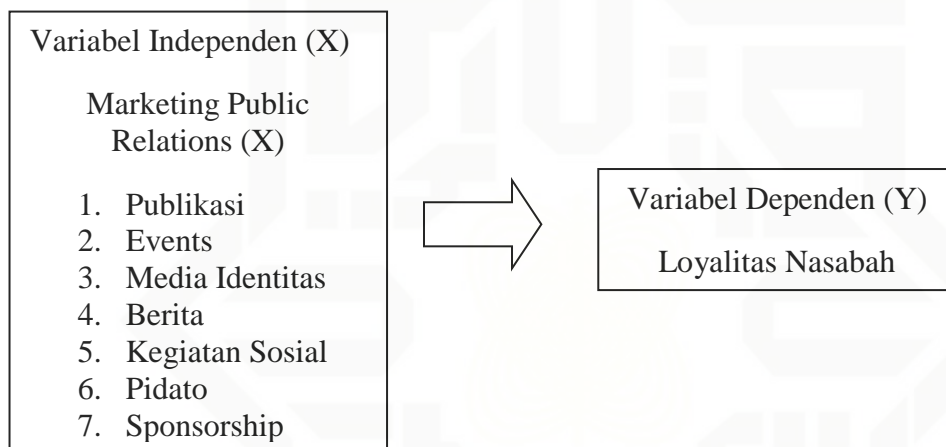 Variabel Independen (X)
Marketing Public
Relations (X)
1. Publikasi
2. Events
3. Media Identitas
4. Berita
5. Kegiatan Sosial
6. Pidato
7. Sponsorship
Variabel Dependen (Y)
Loyalitas Nasabah